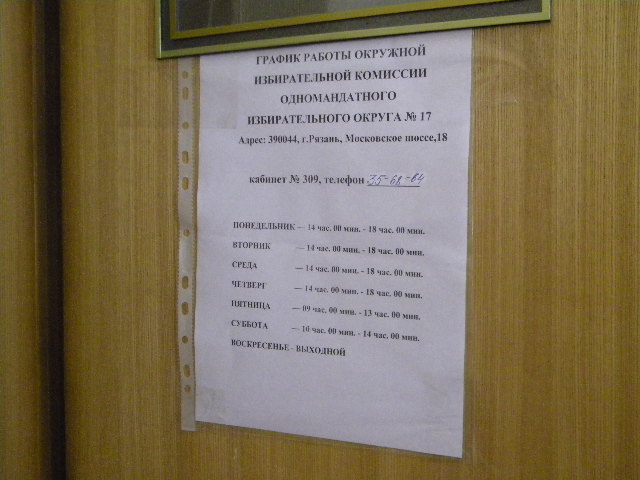 ГРАФИК РАБОТЫ ОКРУЖНОЙ
ИЗБИРАТЕЛЬНОЙ КОМИССИИ
ОДНОМАНДАТНОГО
ИЗБИРАТЕЛЬНОГО ОКРУГА № 17
Адрес: 390044, г.Рязань, Московское шоссе,18
кабинет № 309, телефон 35-68-64
ПОНЕДЕЛЬНИК — 14 час. 00 мин. - 18 час. 00 мин.
ВТОРНИК — 14 час. 00 мин. - 18 час. 00 мин.
СРЕДА — 14 час. 00 мин. - 18 час. 00 мин.
ЧЕТВЕРГ — 14 час. 00 мин. - 18 час. 00 мин.
ПЯТНИЦА — 09 час. 00 мин. - 13 час. 00 мин.
СУББОТА — 10 час. 00 мин. - 14 час. 00 мин.
ВОСКРЕСЕНЬЕ - ВЫХОДНОЙ